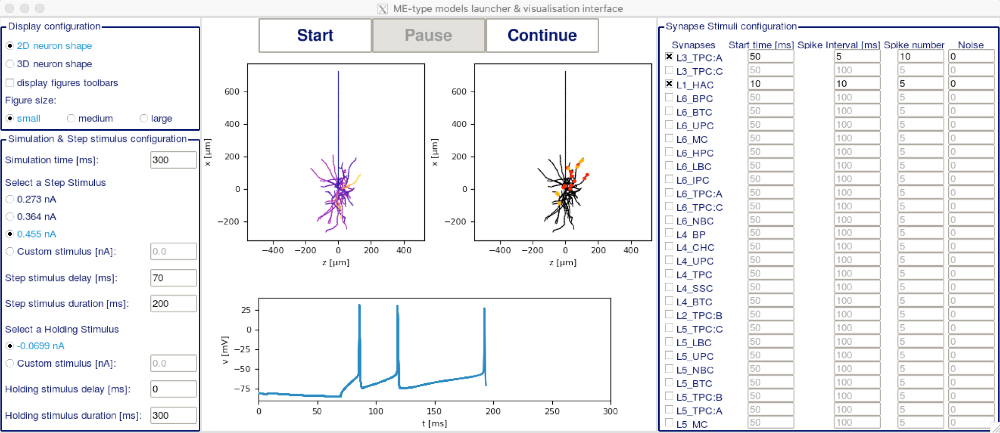 ME-type models launcher & visualisation interface
Display configuration
2D neuron shape
3D neuron shape
display figures toolbars
Figure size:
small medium large
Simulation & Step stimulus configuration
Simulation time [ms]: 300
Select a Step Stimulus
0.273 nA
0.364 nA
0.455 nA
Custom stimulus [nA]: 0.0
Step stimulus delay [ms]: 70
Step stimulus duration [ms]: 200
Select a Holding Stimulus
-0.0699 nA
Custom stimulus [nA]: 0.0
Holding stimulus delay [ms]: 0
Holding stimulus duration [ms]: 300
Start Pause Continue
x [μm]
600
400
200
0
−200
−400 −200 0 200 400
z [μm]
x [μm]
600
400
200
0
−200
−400 −200 0 200 400
z [μm]
v [mV]
25
0
−25
−50
−75
0 50 100 150 200 250 300
t [ms]
Synapse Stimuli configuration
Synapses Start time [ms] Spike Interval [ms] Spike number Noise
L3_TPC:A 50 5 10 0
L3_TPC:C 50 100 5 0
L1_HAC 10 10 5 0
L6_BPC 50 100 5 0
L6_BTC 50 100 5 0
L6_UPC 50 100 5 0
L6_MC 50 100 5 0
L6_HPC 50 100 5 0
L6_LBC 50 100 5 0
L6_IPC 50 100 5 0
L6_TPC:A 50 100 5 0
L6_TPC:C 50 100 5 0
L6_NBC 50 100 5 0
L4_BP 50 100 5 0
L4_CHC 50 100 5 0
L4_UPC 50 100 5 0
L4_TPC 50 100 5 0
L4_SSC 50 100 5 0
L4_BTC 50 100 5 0
L2_TPC:B 50 100 5 0
L5_TPC:C 50 100 5 0
L5_LBC 50 100 5 0
L5_UPC 50 100 5 0
L5_NBC 50 100 5 0
L5_BTC 50 100 5 0
L5_TPC:B 50 100 5 0
L5_TPC:A 50 100 5 0
L5_MC 50 100 5 0